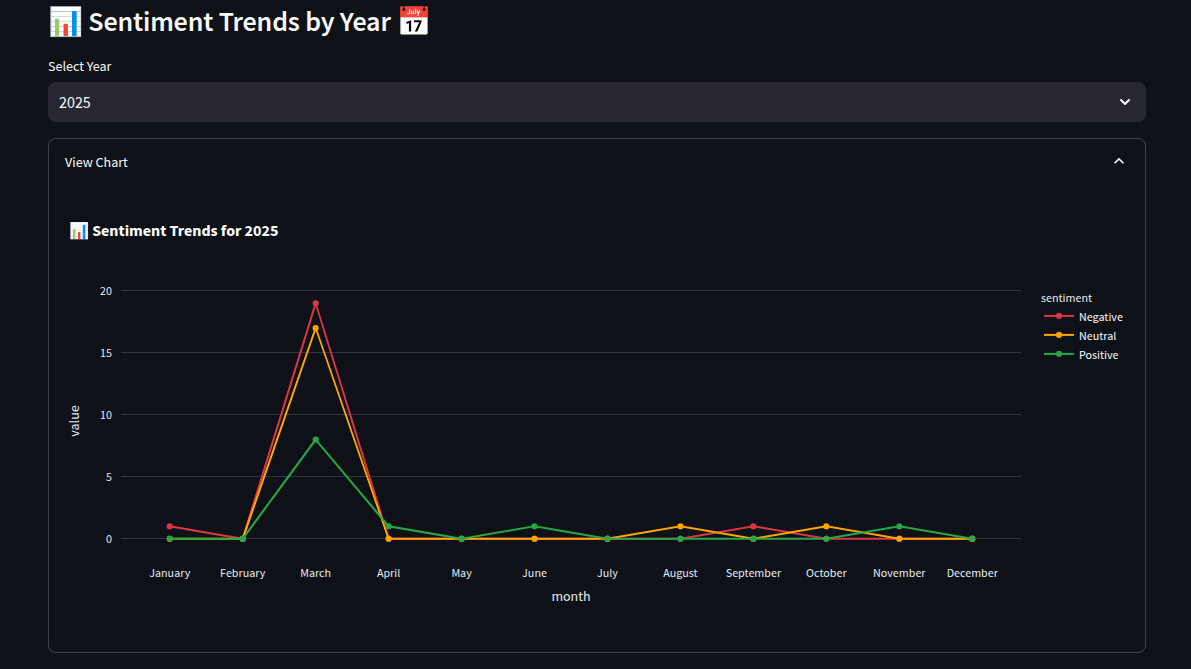 📊 Sentiment Trends by Year 📅
Select Year
2025
View Chart
📊 Sentiment Trends for 2025
20
15
10
5
0
value
January February March April May June July August September October November December
month
sentiment
Negative
Neutral
Positive